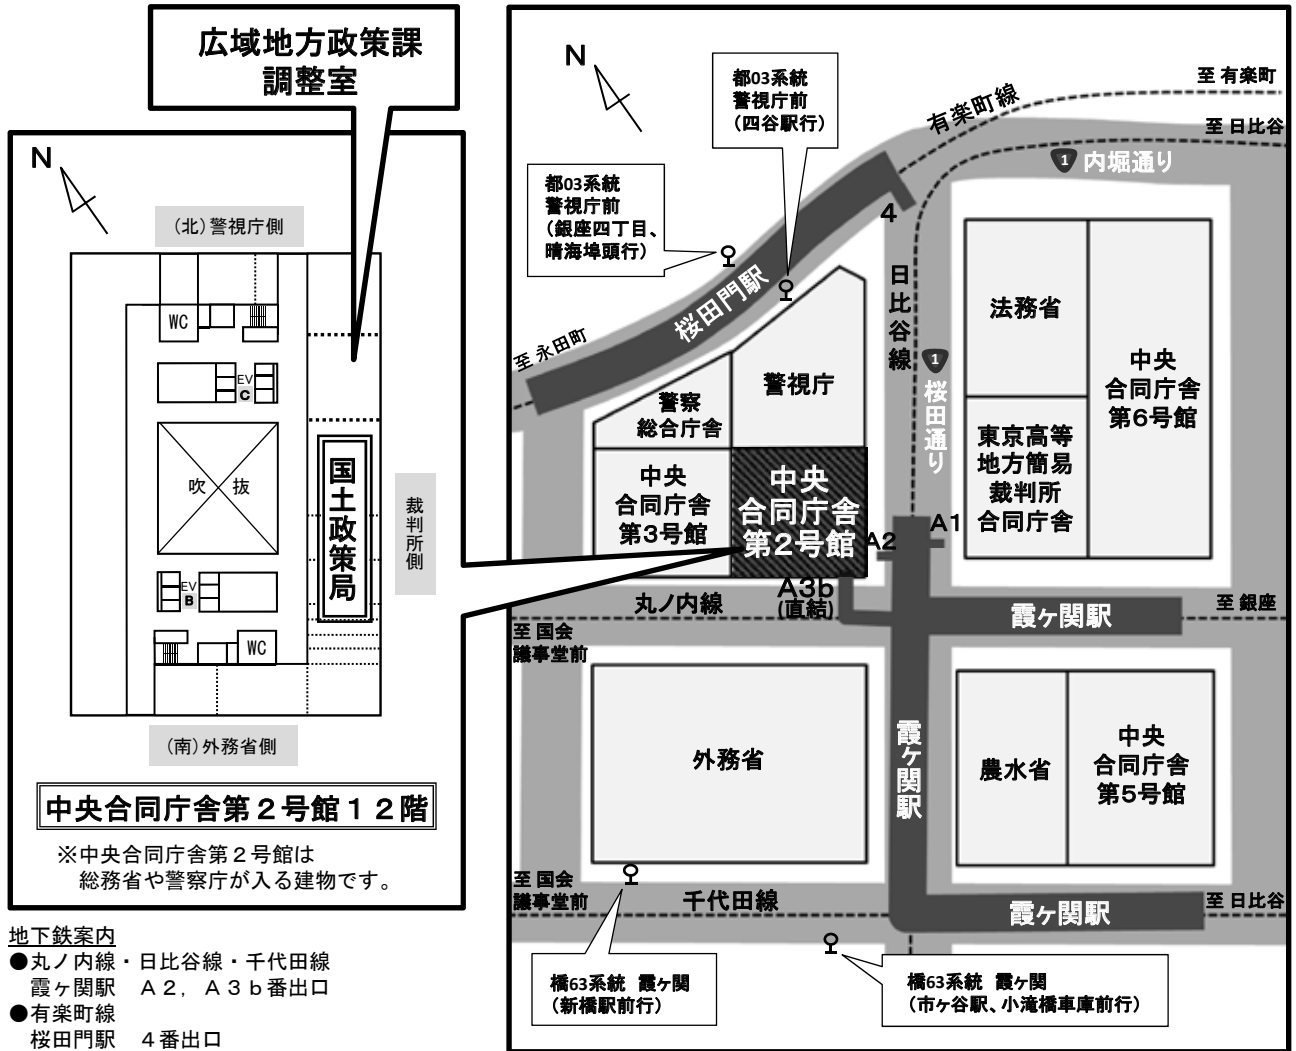 広域地方政策課
調整室
N
(北)警視庁側
WC
EV
C
吹 抜
国土政策局
裁判所側
EV
B
WC
(南)外務省側
中央合同庁舎第２号館１２階
※中央合同庁舎第２号館は
総務省や警察庁が入る建物です。
地下鉄案内
●丸ノ内線・日比谷線・千代田線
霞ヶ関駅　Ａ２，Ａ３ｂ番出口
●有楽町線
桜田門駅　４番出口
N
都03系統
警視庁前
(四谷駅行)
都03系統
警視庁前
(銀座四丁目、
晴海埠頭行)
至 有楽町
有楽町線
至 日比谷
1 内堀通り
4
桜田門駅
至 永田町
日比谷線
1
桜田通り
法務省
中央
合同庁舎
第6号館
東京高等
地方簡易
裁判所
合同庁舎
警視庁
警察
総合庁舎
中央
合同庁舎
第3号館
中央
合同庁舎
第2号館
A1
A2
A3b
(直結)
丸ノ内線
霞ヶ関駅
至 銀座
至 国会
議事堂前
外務省
霞ヶ関駅
農水省
中央
合同庁舎
第5号館
至 国会
議事堂前
千代田線
霞ヶ関駅
至 日比谷
橋63系統 霞ヶ関
(新橋駅前行)
橋63系統 霞ヶ関
(市ヶ谷駅、小滝橋車庫前行)